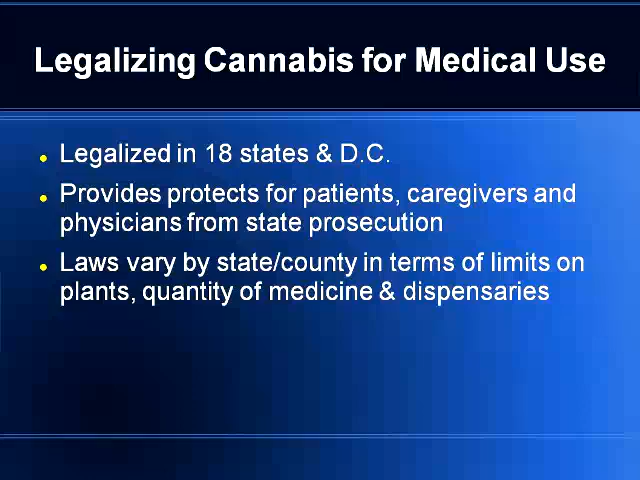 Legalizing Cannabis for Medical Use
Legalized in 18 states & D.C.
Provides protects for patients, caregivers and
physicians from state prosecution
Laws vary by state/county in terms of limits on
plants, quantity of medicine & dispensaries